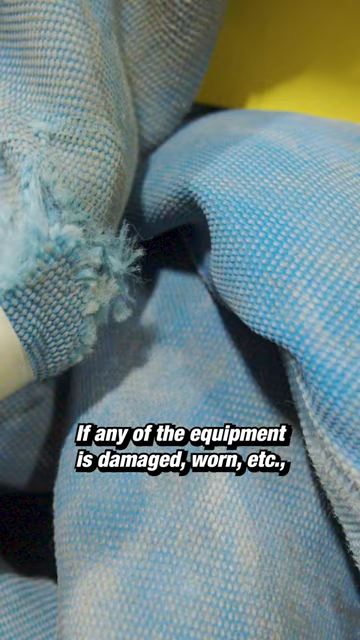 If any of the equipment
is damaged, worn, etc.,